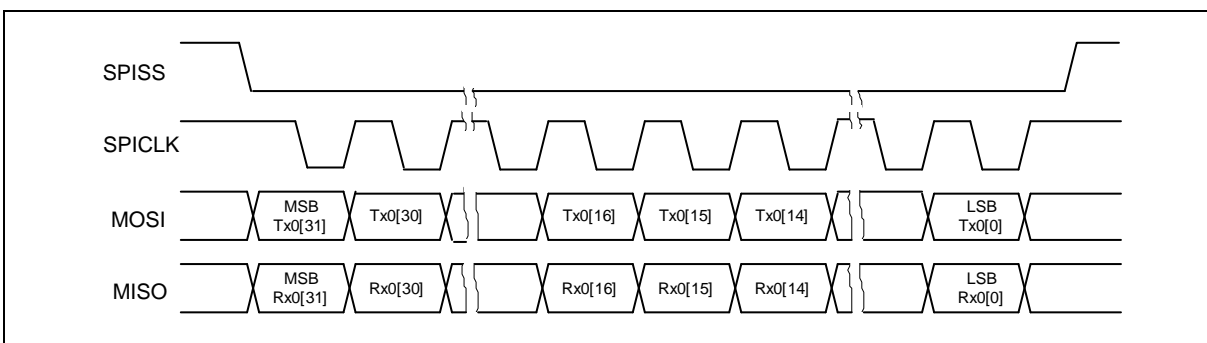 SPISS
SPICLK
MOSI
MSB
Tx0[31]
Tx0[30]
Tx0[16]
Tx0[15]
Tx0[14]
LSB
Tx0[0]
MISO
MSB
Rx0[31]
Rx0[30]
Rx0[16]
Rx0[15]
Rx0[14]
LSB
Rx0[0]